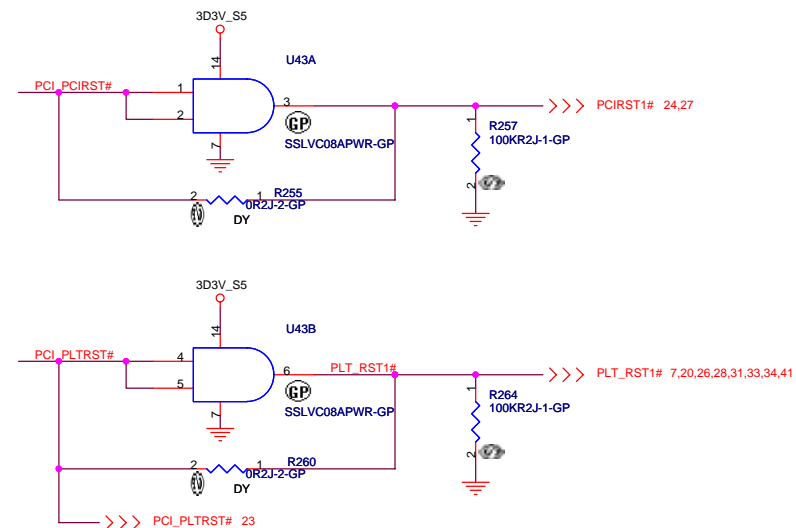 3D3V_S5
14
U43A
PCI_PCIRST#
1
2
3
GP
SSLVC08APWR-GP
7
1
R257
100KR2J-1-GP
2
PCIRST1# 24,27
2
1
R255
0R2J-2-GP
DY
3D3V_S5
14
U43B
PCI_PLTRST#
4
5
6
PLT_RST1#
GP
SSLVC08APWR-GP
7
1
R264
100KR2J-1-GP
2
PLT_RST1# 7,20,26,28,31,33,34,41
2
1
R260
0R2J-2-GP
DY
PCI_PLTRST# 23